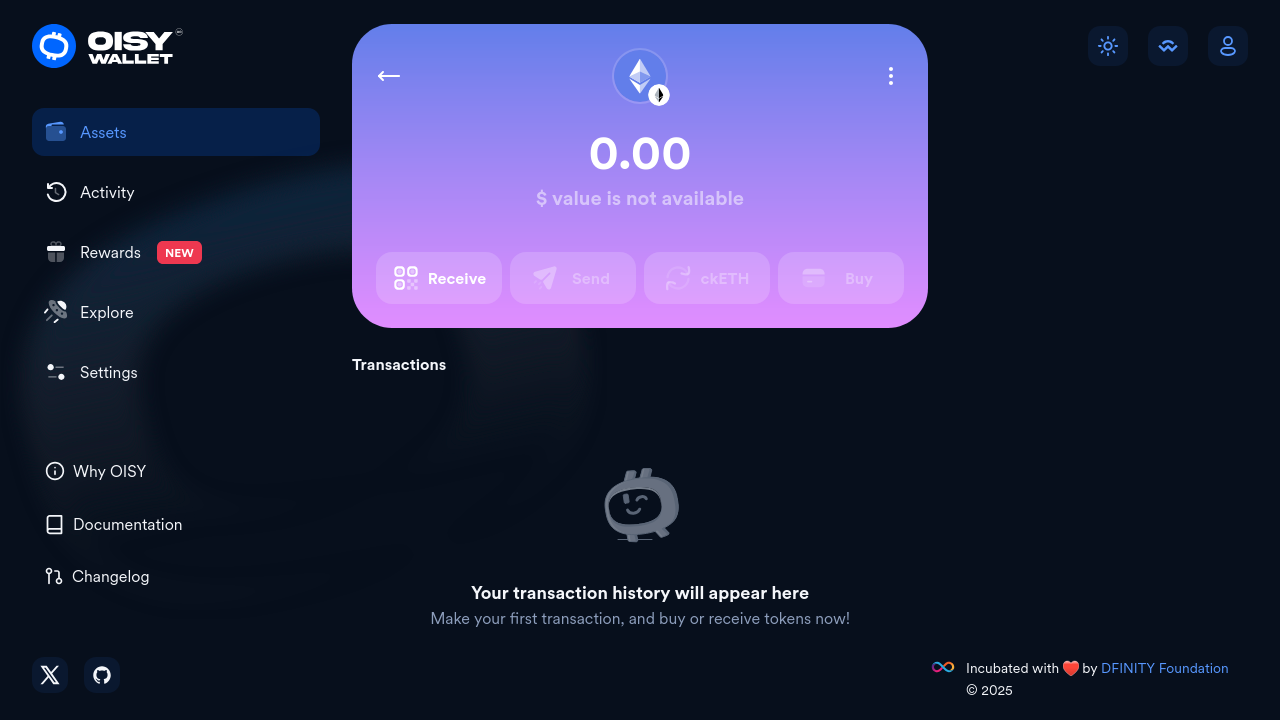 OISY
WALLET
Assets
Activity
Rewards NEW
Explore
Settings
Why OISY
Documentation
Changelog
0.00
$ value is not available
Receive
Send
ckETH
Buy
Transactions
Your transaction history will appear here
Make your first transaction, and buy or receive tokens now!
Incubated with ❤️ by DFINITY Foundation
© 2025